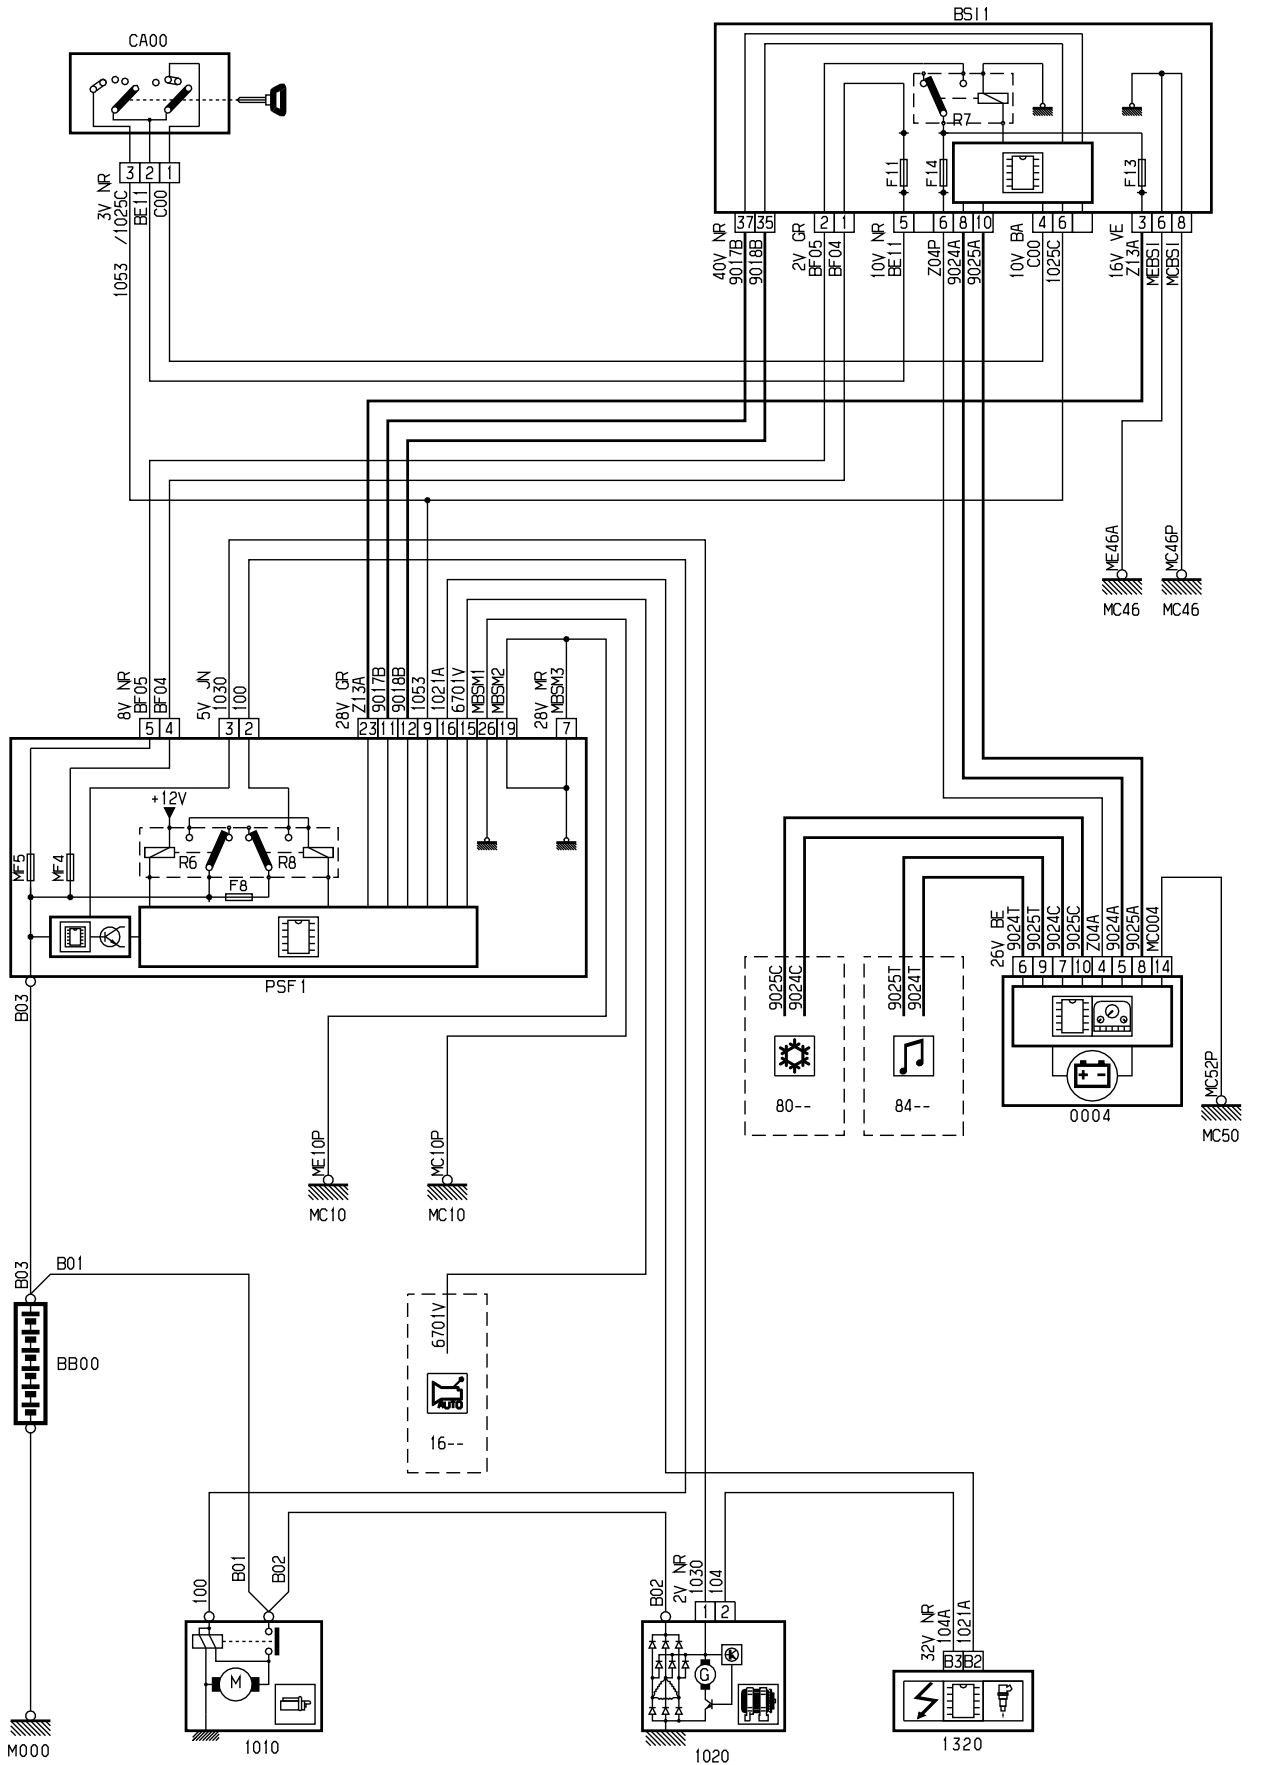 BSI1
CA00
R7
F11
F14
F13
3 2 1
3V NR
1053 /1025C
BE11
C00
37 35 2 1 5 6 8 10 4 6 3 6 8
40V NR
9017B
9018B
2V GR
BF05
BF04
10V NR
BE11
Z04P
9024A
9025A
10V BA
C00
1025C
16V VE
Z13A
MEBSI
MCBSI
ME46A
MC46P
MC46 MC46
8V NR
BF05
BF04
5V JN
1030
100
28V GR
Z13A
9017B
9018B
1053
1021A
6701V
MBSM1
MBSM2
28V MR
MBSM3
5 4 3 2 23 11 12 9 16 15 26 19 7
+12V
MF5
MF4
R6
R8
F8
PSF1
B03
26V BE
9024T
9025T
9024C
9025C
Z04A
9024A
9025A
MC004
6 9 7 10 4 5 8 14
9025C
9024C
9025T
9024T
80--
84--
+ -
0004
MC52P
MC50
ME10P
MC10P
MC10 MC10
B03
B01
BB00
6701V
AUTO
16--
100
B01
B02
B02
2V NR
1030
104
1 2
32V NR
104A
1021A
B3 B2
M
G
M000
1010
1020
1320